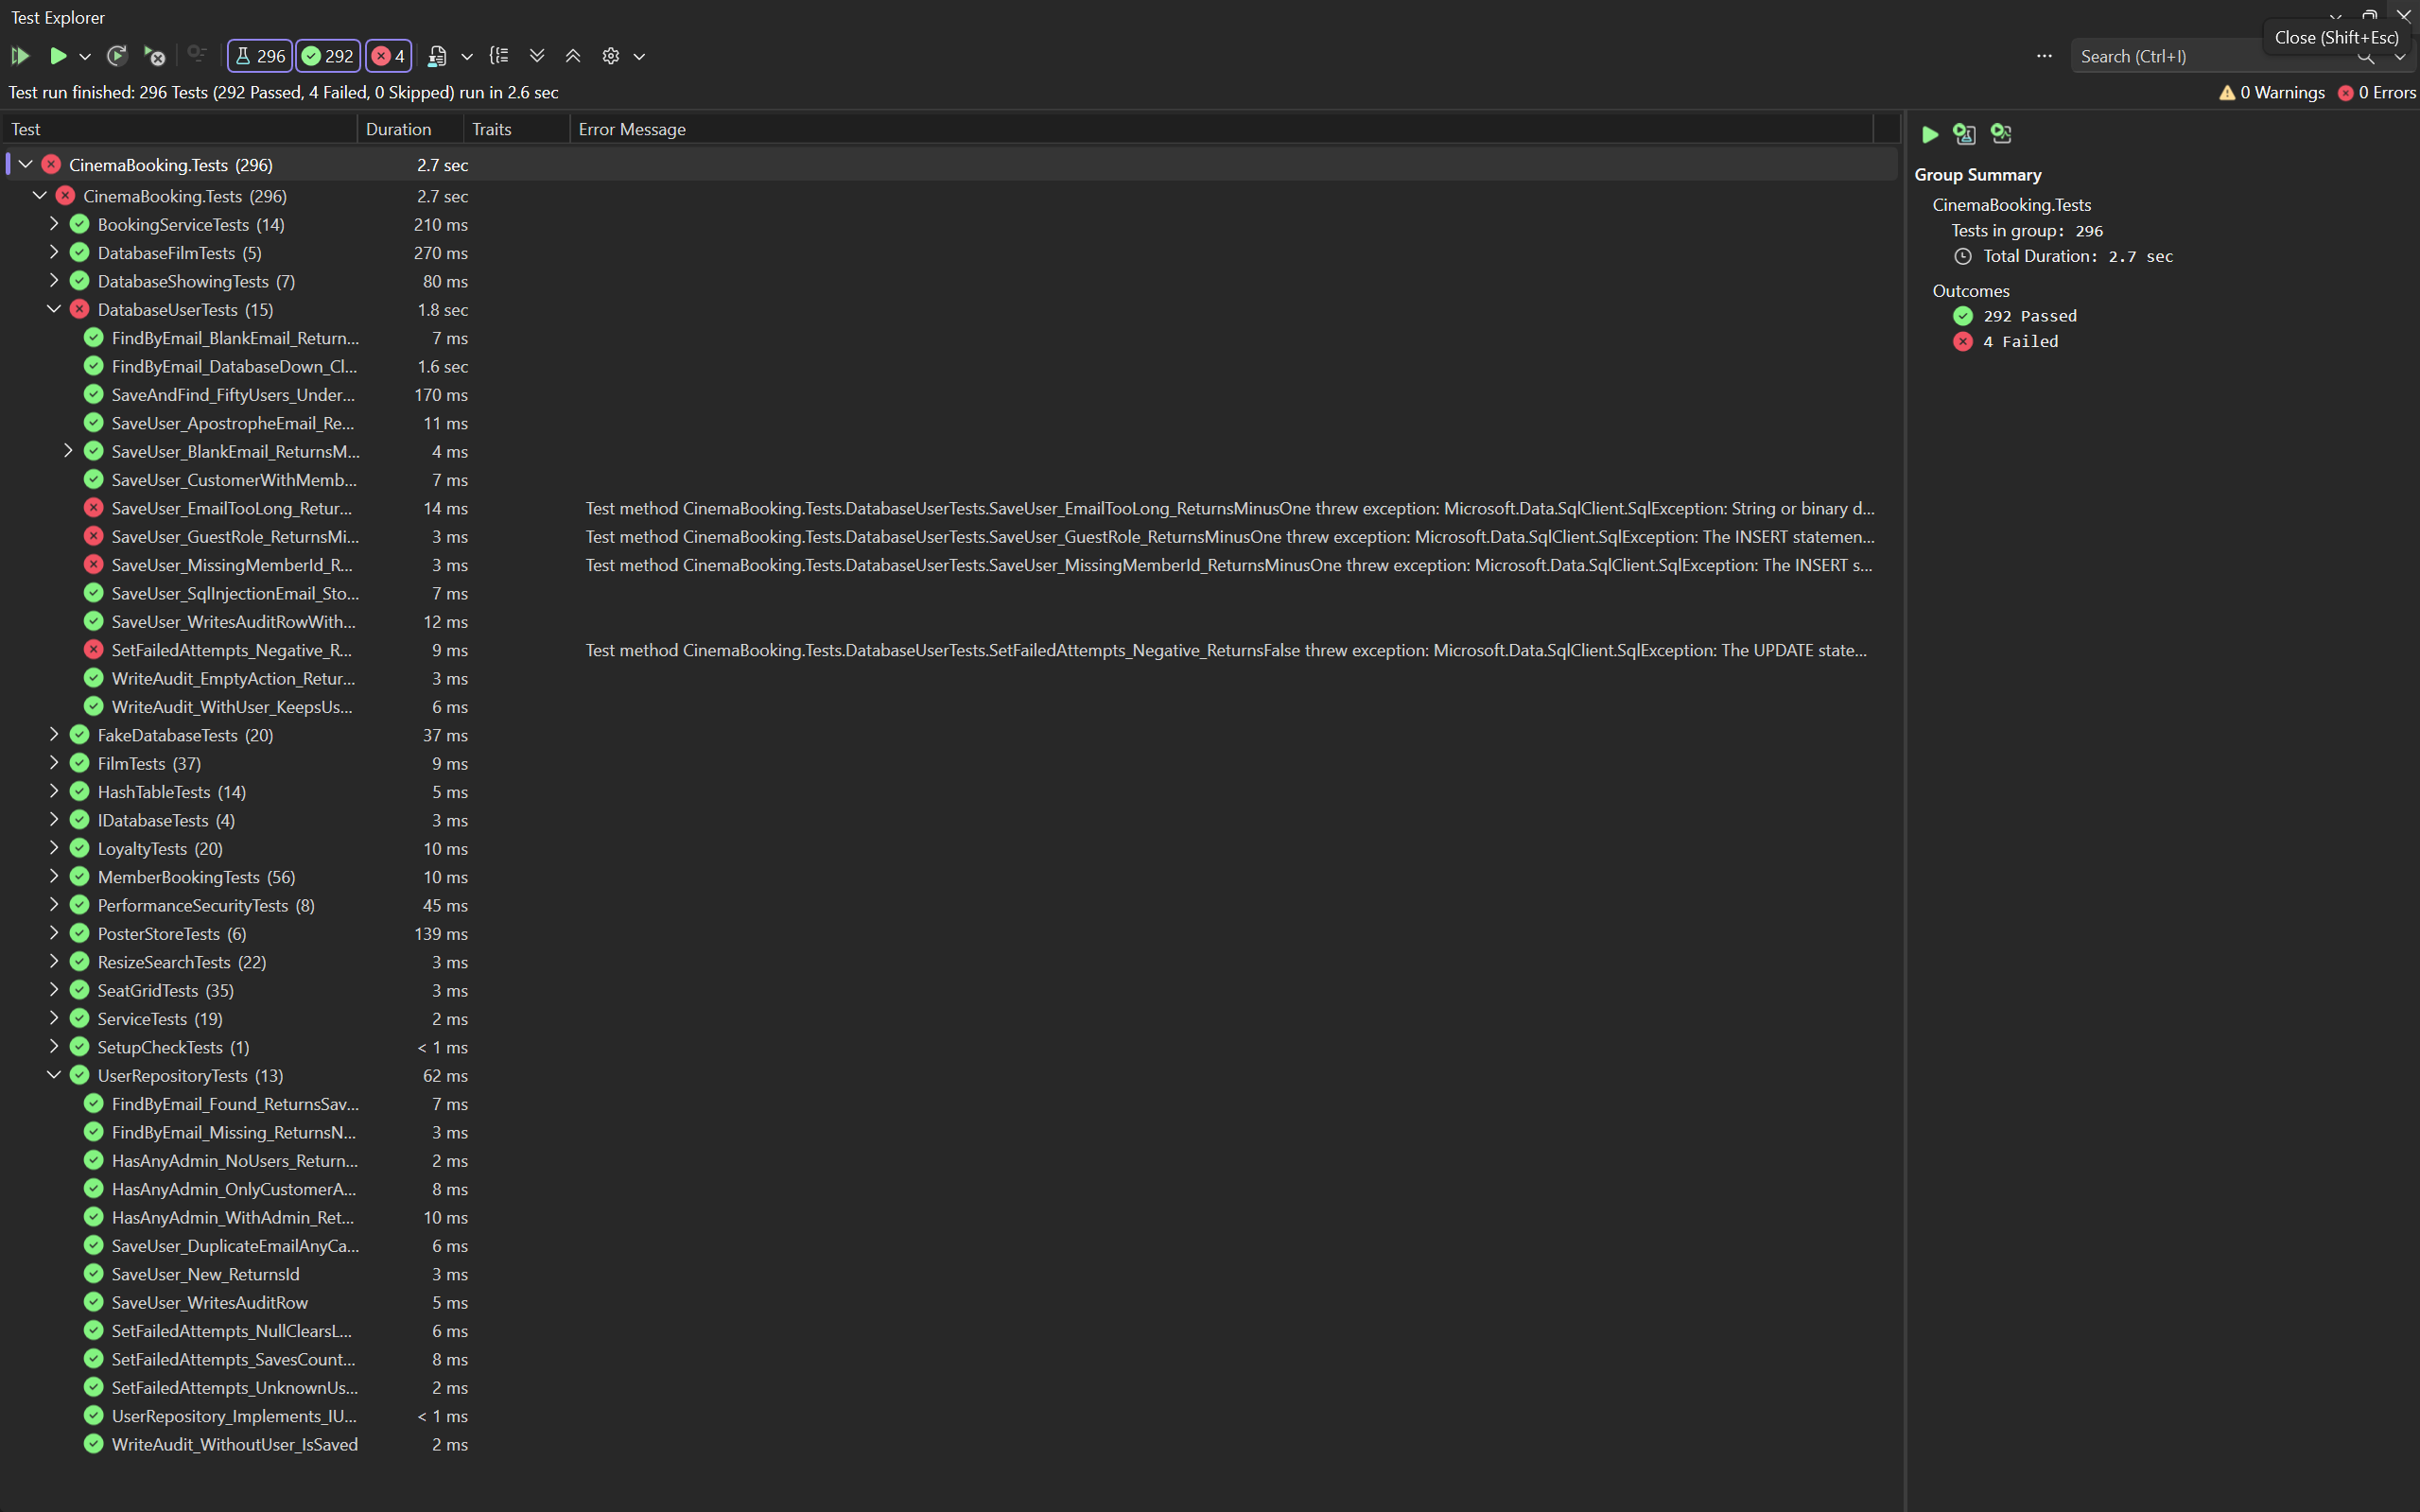 Test Explorer
Close (Shift+Esc)
296 292 4 Search (Ctrl+I)
Test run finished: 296 Tests (292 Passed, 4 Failed, 0 Skipped) run in 2.6 sec 0 Warnings 0 Errors
Test Duration Traits Error Message
CinemaBooking.Tests (296) 2.7 sec
CinemaBooking.Tests (296) 2.7 sec
BookingServiceTests (14) 210 ms
DatabaseFilmTests (5) 270 ms
DatabaseShowingTests (7) 80 ms
DatabaseUserTests (15) 1.8 sec
FindByEmail_BlankEmail_Return... 7 ms
FindByEmail_DatabaseDown_Cl... 1.6 sec
SaveAndFind_FiftyUsers_Under... 170 ms
SaveUser_ApostropheEmail_Re... 11 ms
SaveUser_BlankEmail_ReturnsM... 4 ms
SaveUser_CustomerWithMemb... 7 ms
SaveUser_EmailTooLong_Retur... 14 ms Test method CinemaBooking.Tests.DatabaseUserTests.SaveUser_EmailTooLong_ReturnsMinusOne threw exception: Microsoft.Data.SqlClient.SqlException: String or binary d...
SaveUser_GuestRole_ReturnsMi... 3 ms Test method CinemaBooking.Tests.DatabaseUserTests.SaveUser_GuestRole_ReturnsMinusOne threw exception: Microsoft.Data.SqlClient.SqlException: The INSERT statemen...
SaveUser_MissingMemberId_R... 3 ms Test method CinemaBooking.Tests.DatabaseUserTests.SaveUser_MissingMemberId_ReturnsMinusOne threw exception: Microsoft.Data.SqlClient.SqlException: The INSERT s...
SaveUser_SqlInjectionEmail_Sto... 7 ms
SaveUser_WritesAuditRowWith... 12 ms
SetFailedAttempts_Negative_R... 9 ms Test method CinemaBooking.Tests.DatabaseUserTests.SetFailedAttempts_Negative_ReturnsFalse threw exception: Microsoft.Data.SqlClient.SqlException: The UPDATE state...
WriteAudit_EmptyAction_Retur... 3 ms
WriteAudit_WithUser_KeepsUs... 6 ms
FakeDatabaseTests (20) 37 ms
FilmTests (37) 9 ms
HashTableTests (14) 5 ms
IDatabaseTests (4) 3 ms
LoyaltyTests (20) 10 ms
MemberBookingTests (56) 10 ms
PerformanceSecurityTests (8) 45 ms
PosterStoreTests (6) 139 ms
ResizeSearchTests (22) 3 ms
SeatGridTests (35) 3 ms
ServiceTests (19) 2 ms
SetupCheckTests (1) < 1 ms
UserRepositoryTests (13) 62 ms
FindByEmail_Found_ReturnsSav... 7 ms
FindByEmail_Missing_ReturnsN... 3 ms
HasAnyAdmin_NoUsers_Return... 2 ms
HasAnyAdmin_OnlyCustomerA... 8 ms
HasAnyAdmin_WithAdmin_Ret... 10 ms
SaveUser_DuplicateEmailAnyCa... 6 ms
SaveUser_New_ReturnsId 3 ms
SaveUser_WritesAuditRow 5 ms
SetFailedAttempts_NullClearsL... 6 ms
SetFailedAttempts_SavesCount... 8 ms
SetFailedAttempts_UnknownUs... 2 ms
UserRepository_Implements_IU... < 1 ms
WriteAudit_WithoutUser_IsSaved 2 ms
Group Summary
CinemaBooking.Tests
Tests in group: 296
Total Duration: 2.7 sec
Outcomes
292 Passed
4 Failed